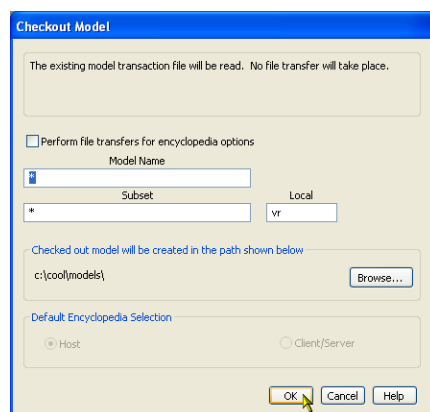 Checkout Model
The existing model transaction file will be read.  No file transfer will take place.
Perform file transfers for encyclopedia options
Model Name
*
Subset Local
* vr
Checked out model will be created in the path shown below
c:\cool\models\ Browse...
Default Encyclopedia Selection
Host Client/Server
OK Cancel Help